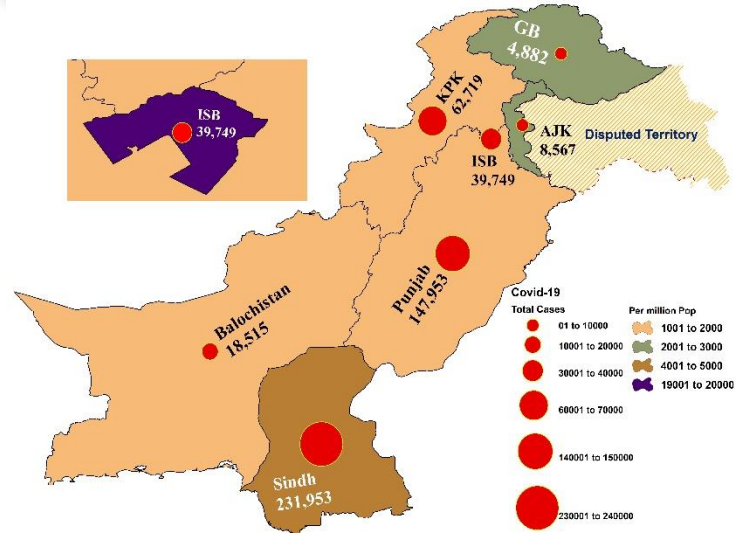 GB
4,882
ISB
39,749
KPK
62,719
AJK
8,567
Disputed Territory
ISB
39,749
Punjab
147,953
Balochistan
18,515
Sindh
231,953
Covid-19
Total Cases
01 to 10000
10001 to 20000
30001 to 40000
60001 to 70000
140001 to 150000
230001 to 240000
Per million Pop
1001 to 2000
2001 to 3000
4001 to 5000
19001 to 20000